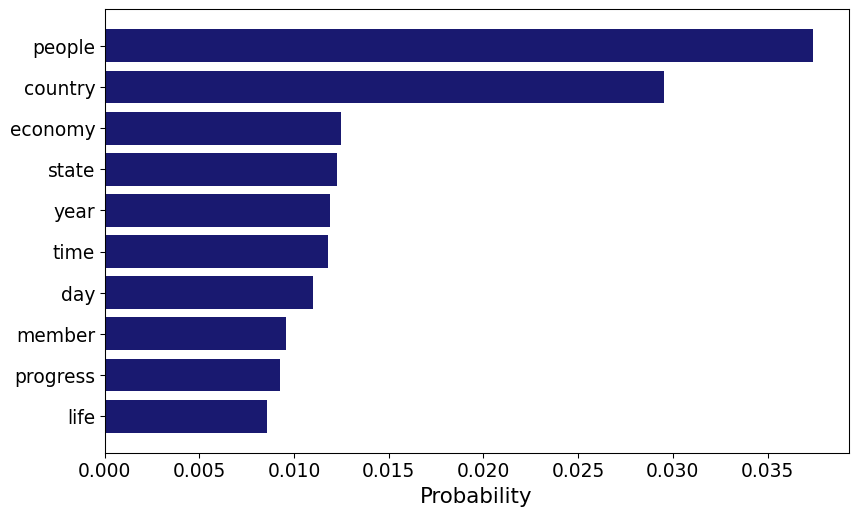 people
country
economy
state
year
time
day
member
progress
life
0.000 0.005 0.010 0.015 0.020 0.025 0.030 0.035
Probability